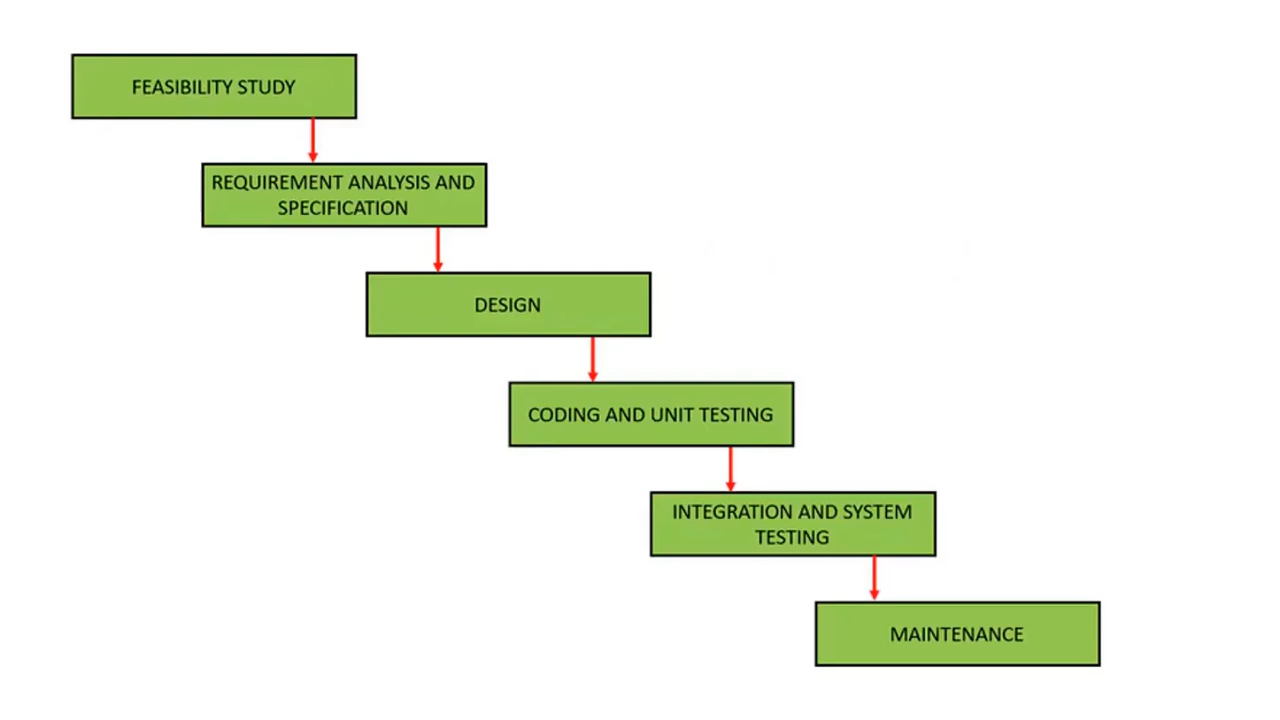 FEASIBILITY STUDY
REQUIREMENT ANALYSIS AND
SPECIFICATION
DESIGN
CODING AND UNIT TESTING
INTEGRATION AND SYSTEM
TESTING
MAINTENANCE